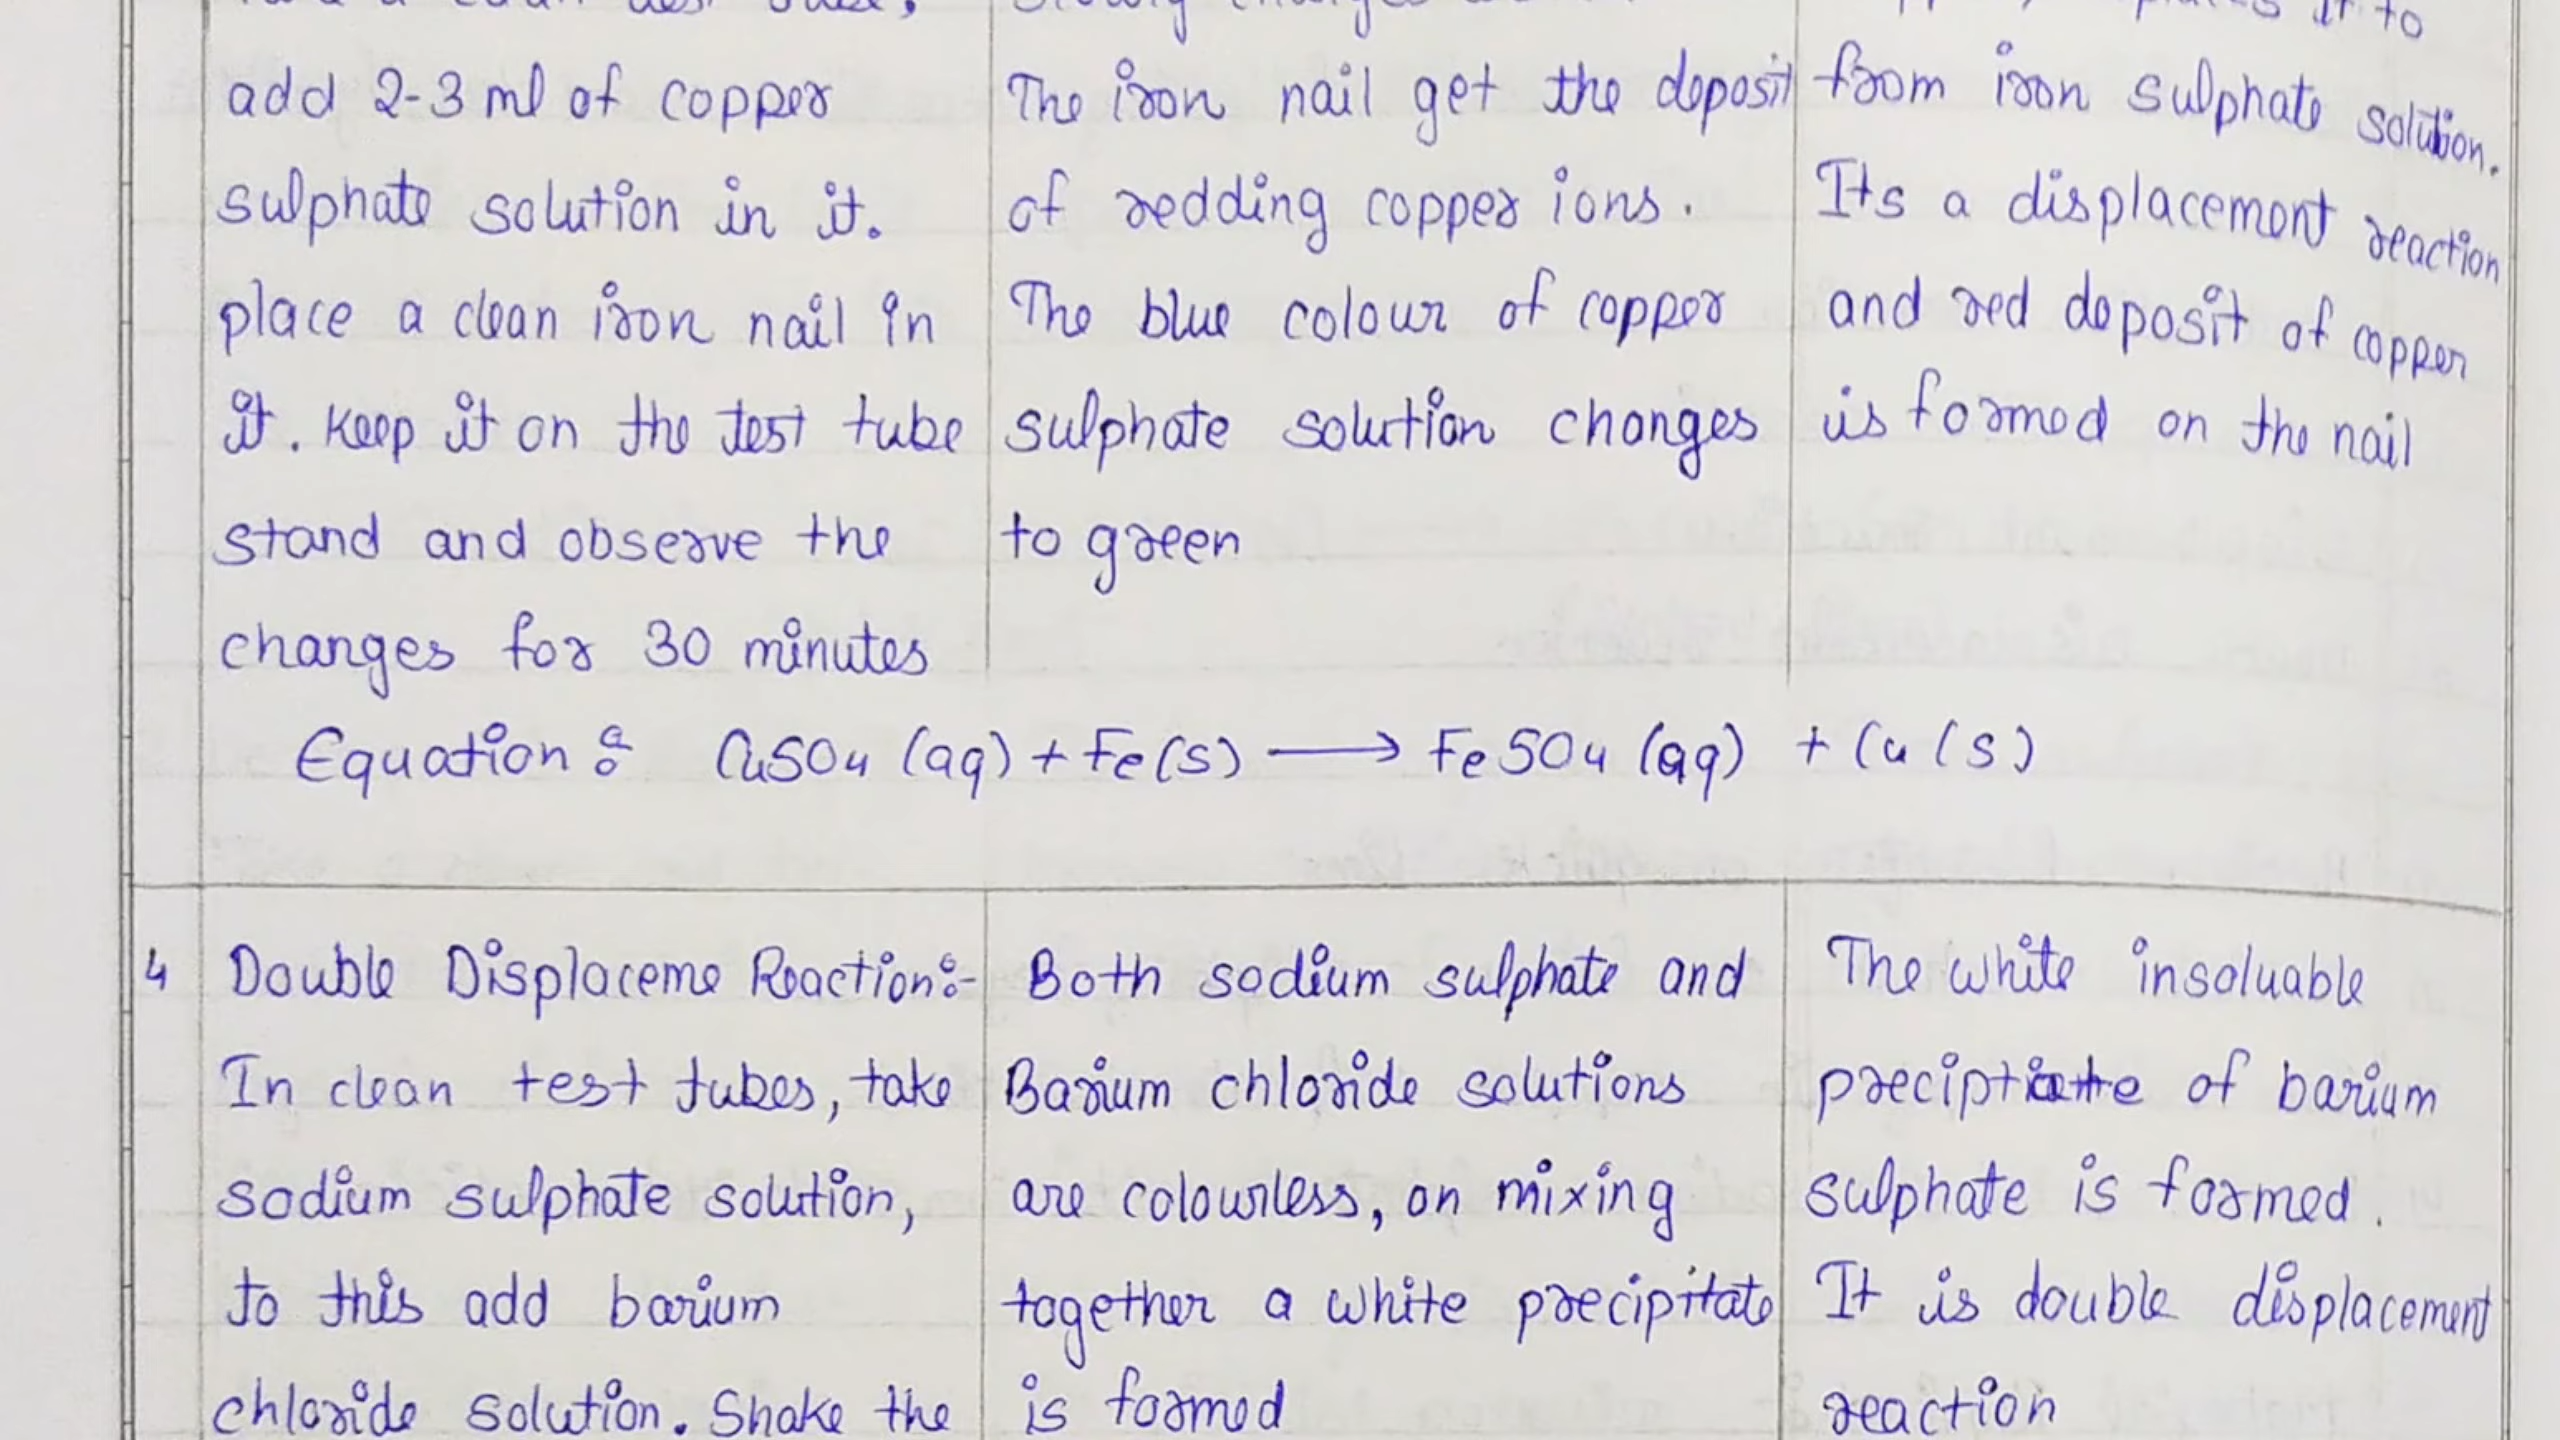 add 2-3 ml of copper
sulphate solution in it.
place a clean iron nail in
it. Keep it on the test tube
stand and observe the
changes for 30 minutes
The iron nail get the deposit
of redding copper ions.
The blue colour of copper
sulphate solution changes
to green
it to
from iron sulphate solution.
Its a displacement reaction
and red deposit of copper
is formed on the nail
Equation: CuSO4 (aq) + Fe(s) ⟶ FeSO4 (aq) + Cu (s)
4
Double Displaceme Reaction:-
In clean test tubes, take
sodium sulphate solution,
to this add barium
chloride solution. Shake the
Both sodium sulphate and
Barium chloride solutions
are colourless, on mixing
together a white precipitate
is formed
The white insoluable
of barium
sulphate is formed.
It is double displacement
reaction